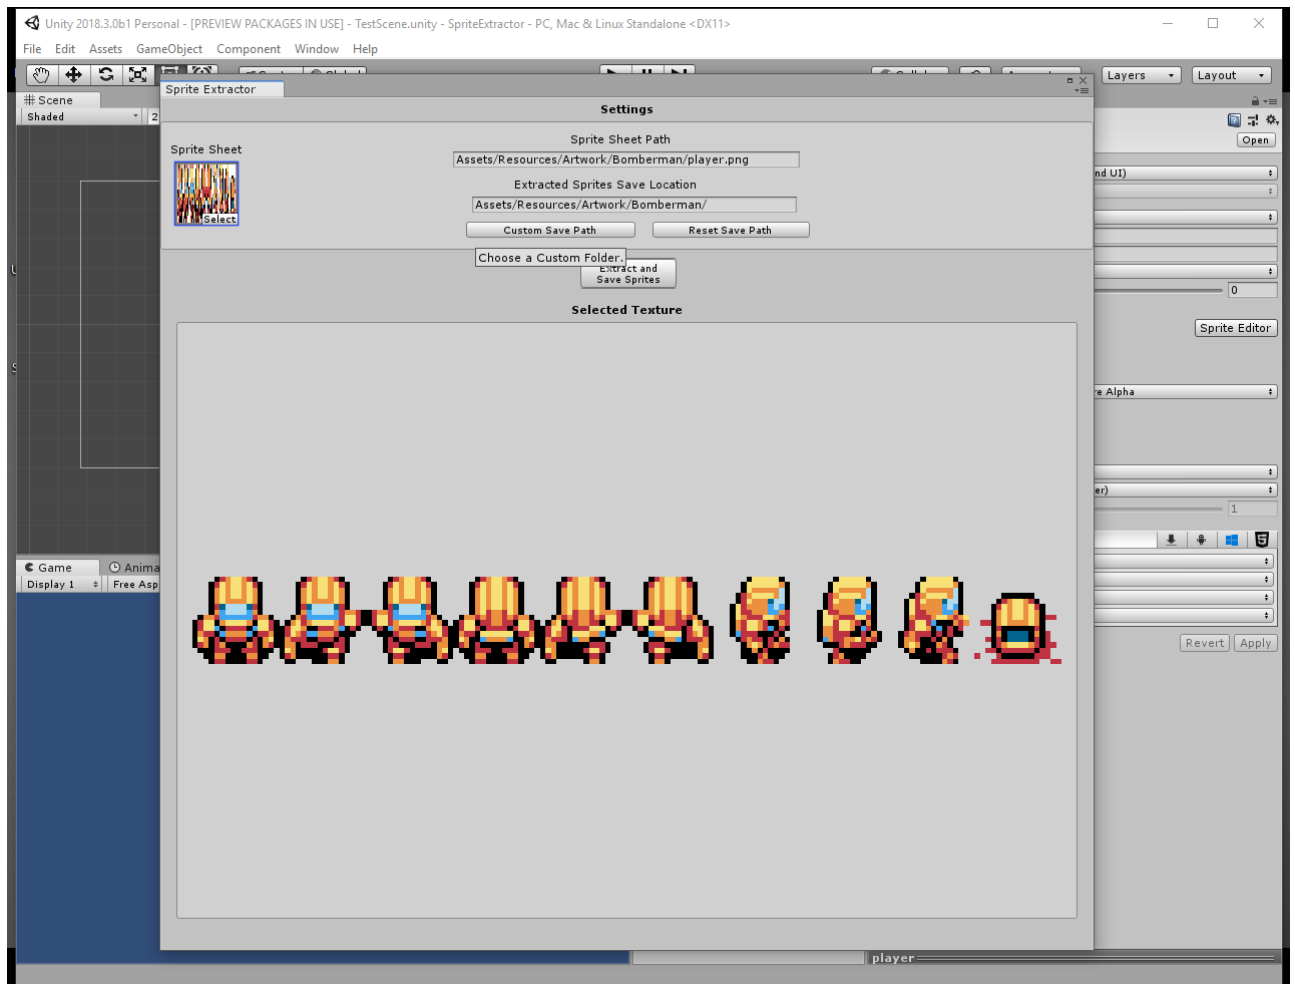 Unity 2018.3.0b1 Personal - [PREVIEW PACKAGES IN USE] - TestScene.unity - SpriteExtractor - PC, Mac & Linux Standalone <DX11>
File Edit Assets GameObject Component Window Help
Layers Layout
Sprite Extractor
# Scene
Shaded 2
Settings
Open
Sprite Sheet Path
Sprite Sheet
Assets/Resources/Artwork/Bomberman/player.png
nd UI)
Extracted Sprites Save Location
Assets/Resources/Artwork/Bomberman/
Select
Custom Save Path Reset Save Path
Choose a Custom Folder.
Extract and
Save Sprites
0
Selected Texture
Sprite Editor
re Alpha
er)
1
Game Anima
Display 1 Free Asp
Revert Apply
player